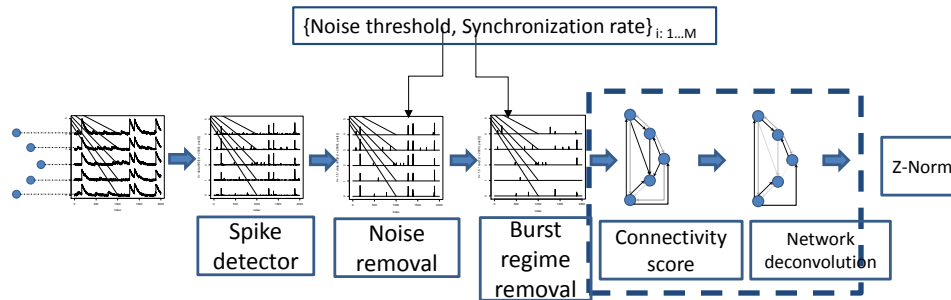 {Noise threshold, Synchronization rate} i: 1...M
Spike
detector
Noise
removal
Burst
regime
removal
Connectivity
score
Network
deconvolution
Z-Norm